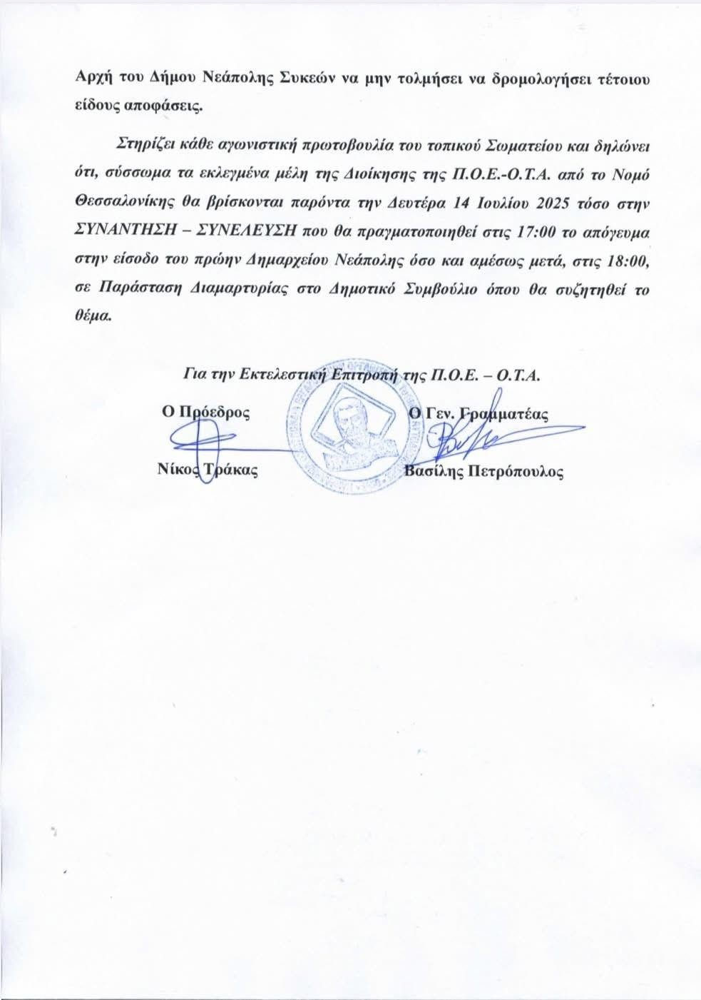 Αρχή του Δήμου Νεάπολης Συκεών να μην τολμήσει να δρομολογήσει τέτοιου
είδους αποφάσεις.
Στηρίζει κάθε αγωνιστική πρωτοβουλία του τοπικού Σωματείου και δηλώνει
ότι, σύσσωμα τα εκλεγμένα μέλη της Διοίκησης της Π.Ο.Ε.-Ο.Τ.Α. από το Νομό
Θεσσαλονίκης θα βρίσκονται παρόντα την Δευτέρα 14 Ιουλίου 2025 τόσο στην
ΣΥΝΑΝΤΗΣΗ – ΣΥΝΕΛΕΥΣΗ που θα πραγματοποιηθεί στις 17:00 το απόγευμα
στην είσοδο του πρώην Δημαρχείου Νεάπολης όσο και αμέσως μετά, στις 18:00,
σε Παράσταση Διαμαρτυρίας στο Δημοτικό Συμβούλιο όπου θα συζητηθεί το
θέμα.
Για την Εκτελεστική Επιτροπή της Π.Ο.Ε. – Ο.Τ.Α.
Ο Πρόεδρος Ο Γεν. Γραμματέας
Νίκος Τράκας Βασίλης Πετρόπουλος